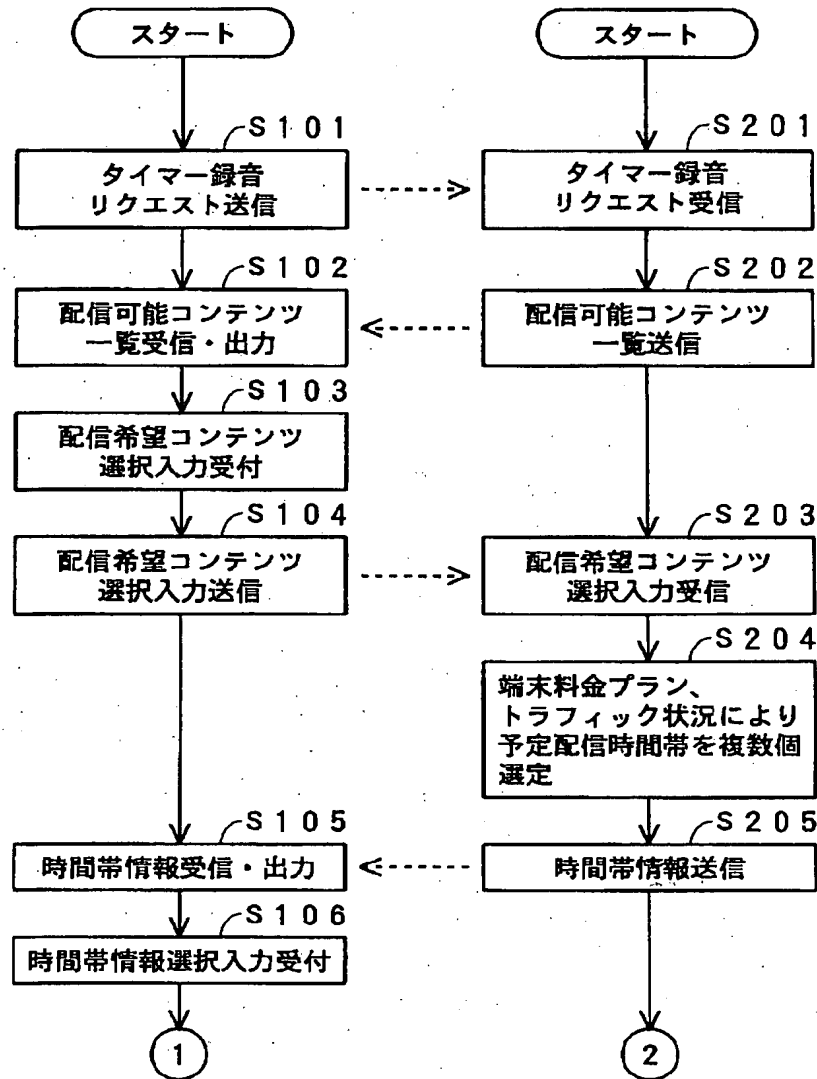 スタート
S101
タイマー録音
リクエスト送信
S102
配信可能コンテンツ
一覧受信・出力
S103
配信希望コンテンツ
選択入力受付
S104
配信希望コンテンツ
選択入力送信
S105
時間帯情報受信・出力
S106
時間帯情報選択入力受付
1
スタート
S201
タイマー録音
リクエスト受信
S202
配信可能コンテンツ
一覧送信
S203
配信希望コンテンツ
選択入力受信
S204
端末料金プラン、
トラフィック状況により
予定配信時間帯を複数個
選定
S205
時間帯情報送信
2